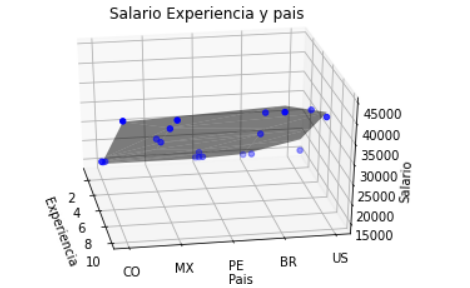 Salario Experiencia y pais
45000
40000
35000
30000
25000
20000
15000
Salario
2
4
6
8
10
Experiencia
CO
MX
PE
BR
US
Pais